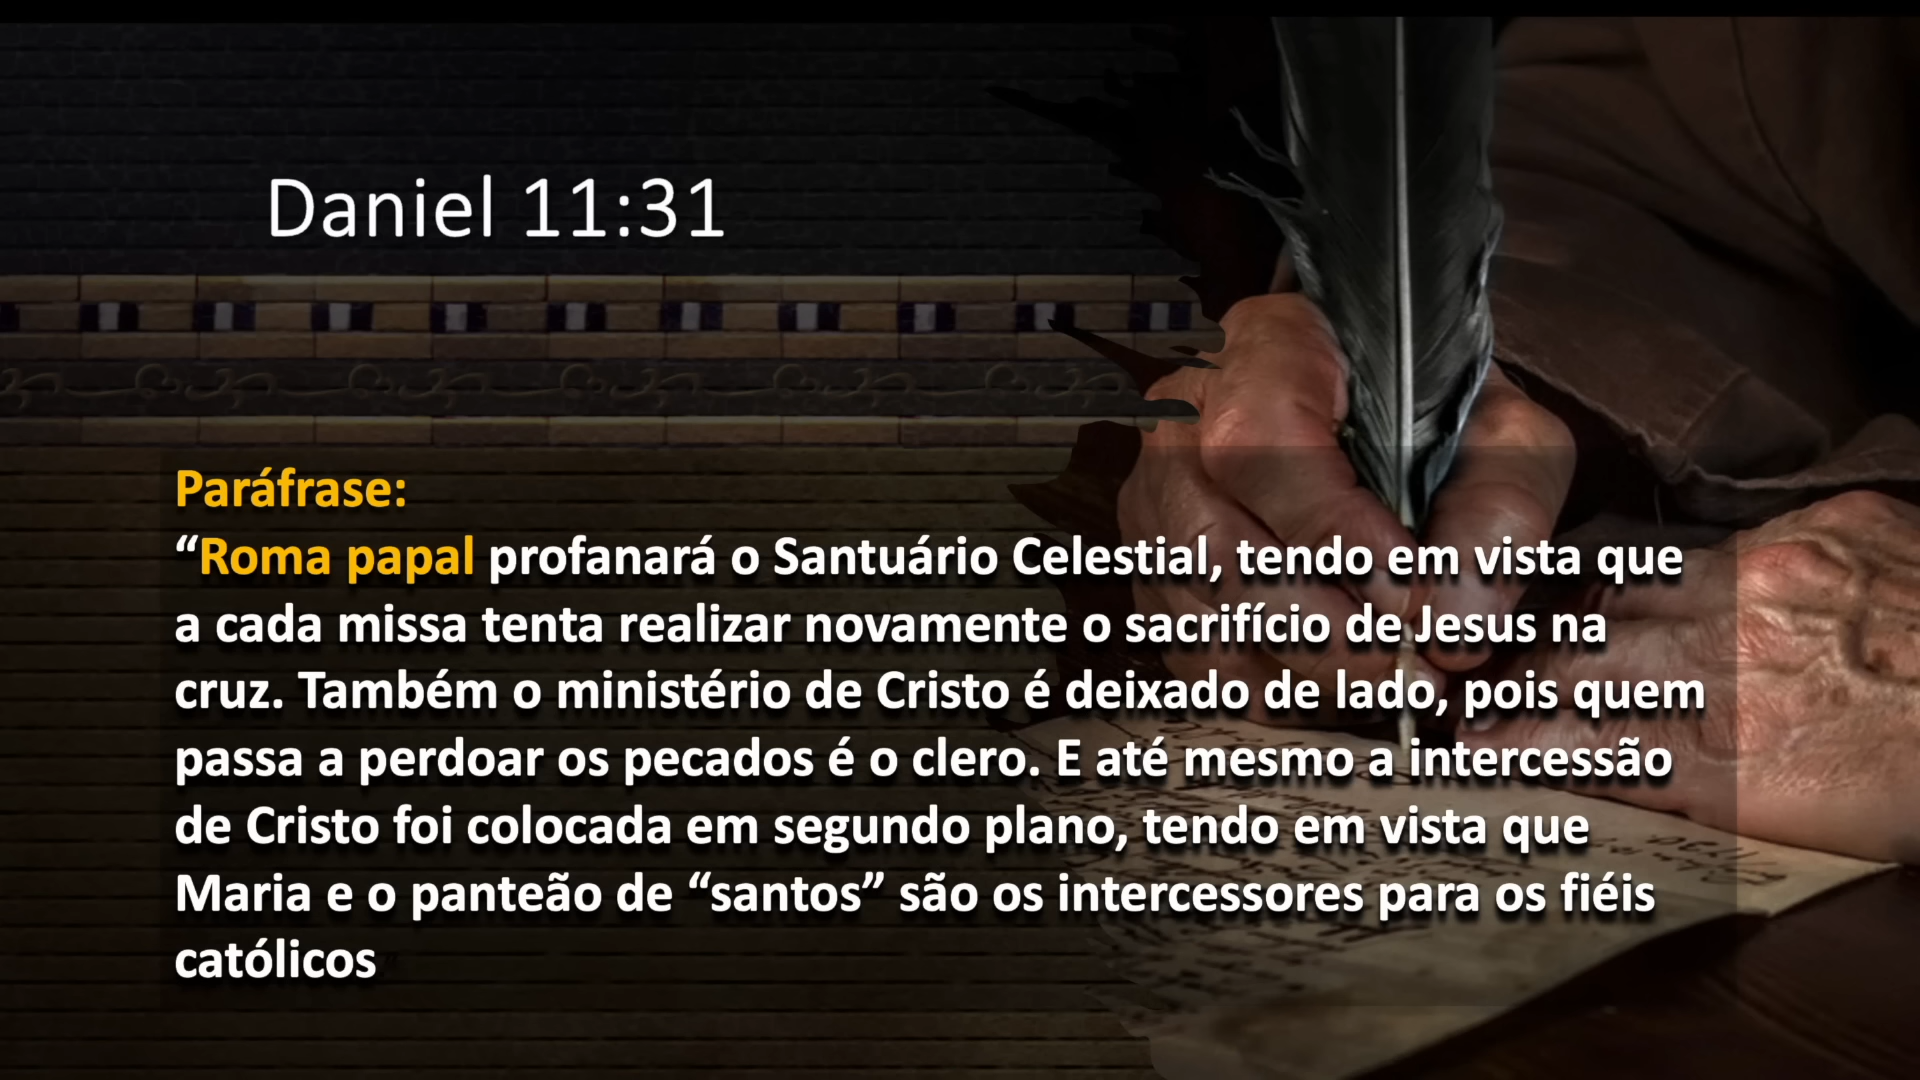 Daniel 11:31
Paráfrase:
“Roma papal profanará o Santuário Celestial, tendo em vista que
a cada missa tenta realizar novamente o sacrifício de Jesus na
cruz. Também o ministério de Cristo é deixado de lado, pois quem
passa a perdoar os pecados é o clero. E até mesmo a intercessão
de Cristo foi colocada em segundo plano, tendo em vista que
Maria e o panteão de “santos” são os intercessores para os fiéis
católicos”